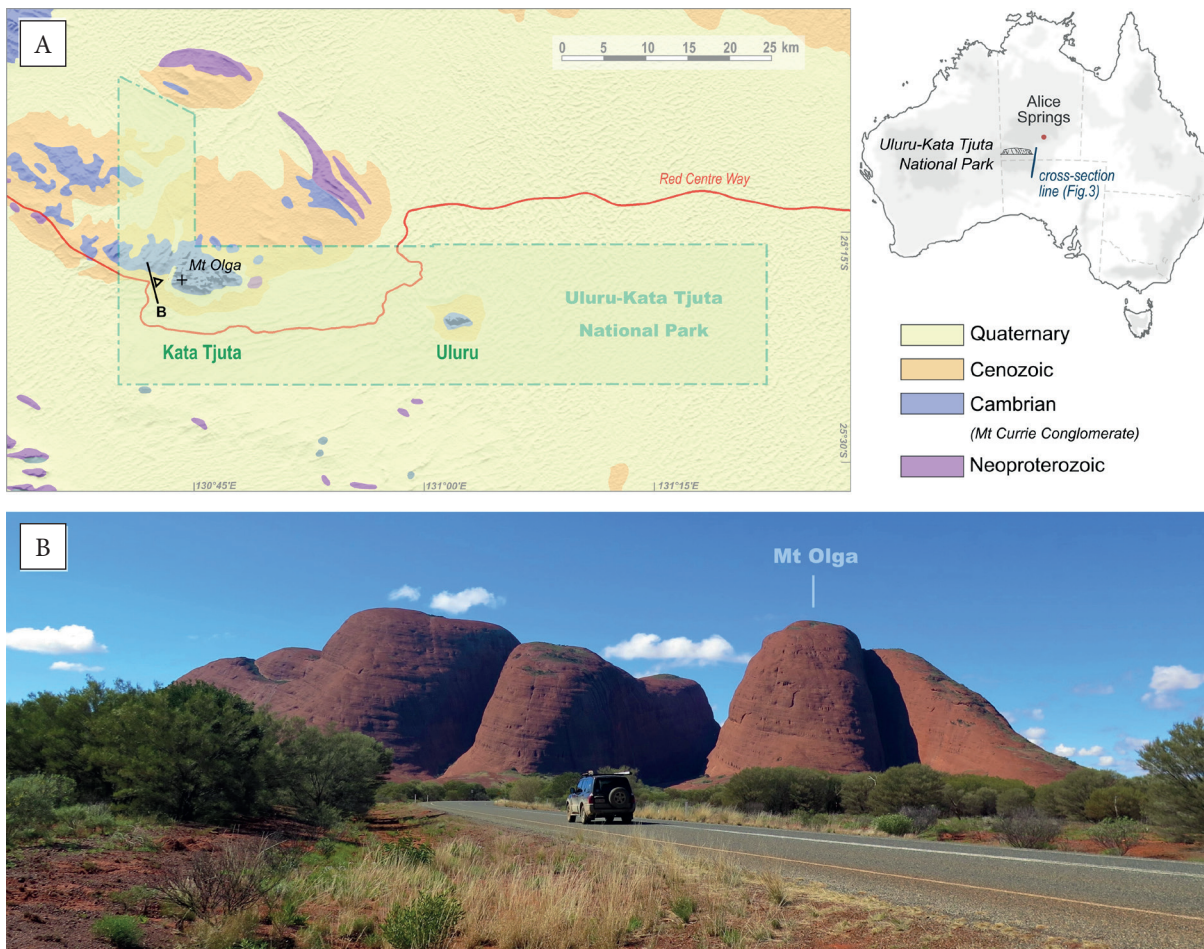 A
0 5 10 15 20 25 km
Red Centre Way
Mt Olga
B
Kata Tjuta
Uluru
Uluru-Kata Tjuta
National Park
25°15'S
25°30'S
130°45'E
131°00'E
131°15'E
Alice
Springs
Uluru-Kata Tjuta
National Park
cross-section
line (Fig.3)
Quaternary
Cenozoic
Cambrian
(Mt Currie Conglomerate)
Neoproterozoic
B
Mt Olga